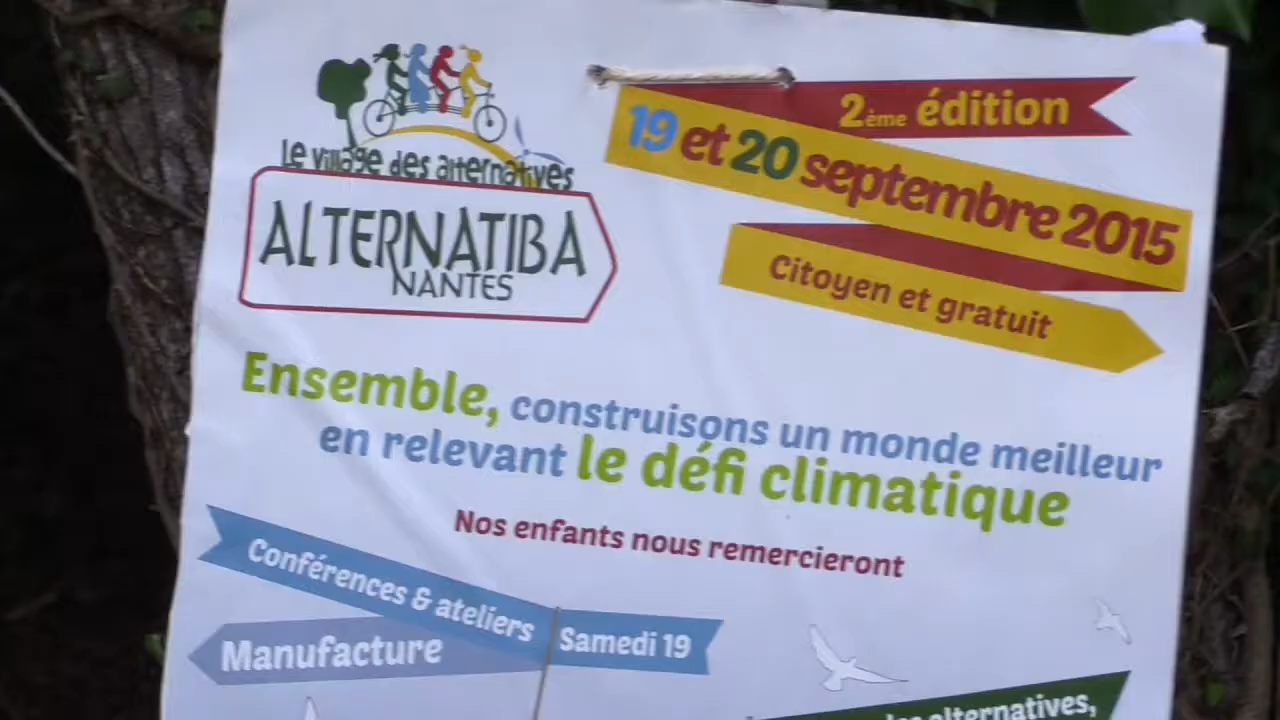 Le village des alternatives
ALTERNATIBA
NANTES
2ème édition
19 et 20 septembre 2015
Citoyen et gratuit
Ensemble, construisons un monde meilleur
en relevant le défi climatique
Nos enfants nous remercieront
Conférences & ateliers
Samedi 19
Manufacture
alternatives,